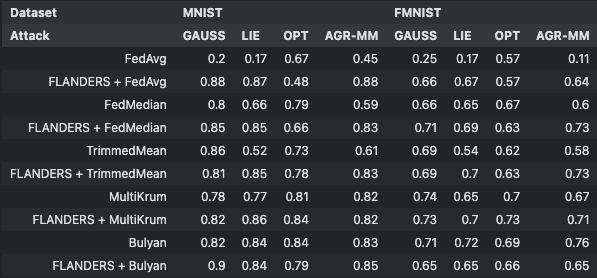 Dataset MNIST FMNIST
Attack GAUSS LIE OPT AGR-MM GAUSS LIE OPT AGR-MM
FedAvg 0.2 0.17 0.67 0.45 0.25 0.17 0.57 0.11
FLANDERS + FedAvg 0.88 0.87 0.48 0.88 0.66 0.67 0.57 0.64
FedMedian 0.8 0.66 0.79 0.59 0.66 0.65 0.67 0.6
FLANDERS + FedMedian 0.85 0.85 0.66 0.83 0.71 0.69 0.63 0.73
TrimmedMean 0.86 0.52 0.73 0.61 0.69 0.54 0.62 0.58
FLANDERS + TrimmedMean 0.81 0.85 0.78 0.83 0.69 0.7 0.63 0.73
MultiKrum 0.78 0.77 0.81 0.82 0.74 0.65 0.7 0.67
FLANDERS + MultiKrum 0.82 0.86 0.84 0.82 0.73 0.7 0.73 0.71
Bulyan 0.82 0.84 0.84 0.83 0.71 0.72 0.69 0.76
FLANDERS + Bulyan 0.9 0.84 0.79 0.85 0.65 0.65 0.66 0.65